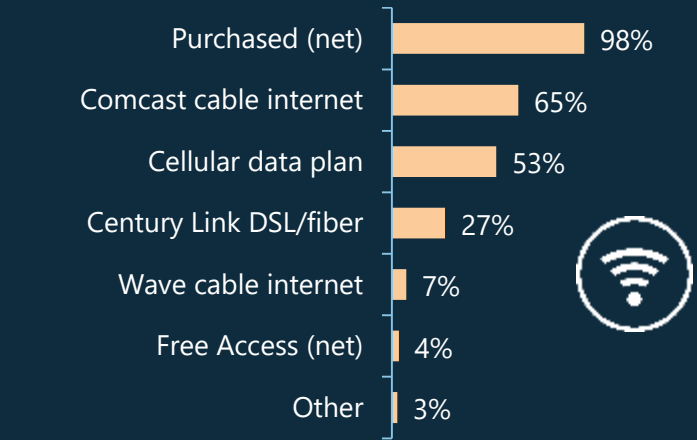 Purchased (net) 98%
Comcast cable internet 65%
Cellular data plan 53%
Century Link DSL/fiber 27%
Wave cable internet 7%
Free Access (net) 4%
Other 3%